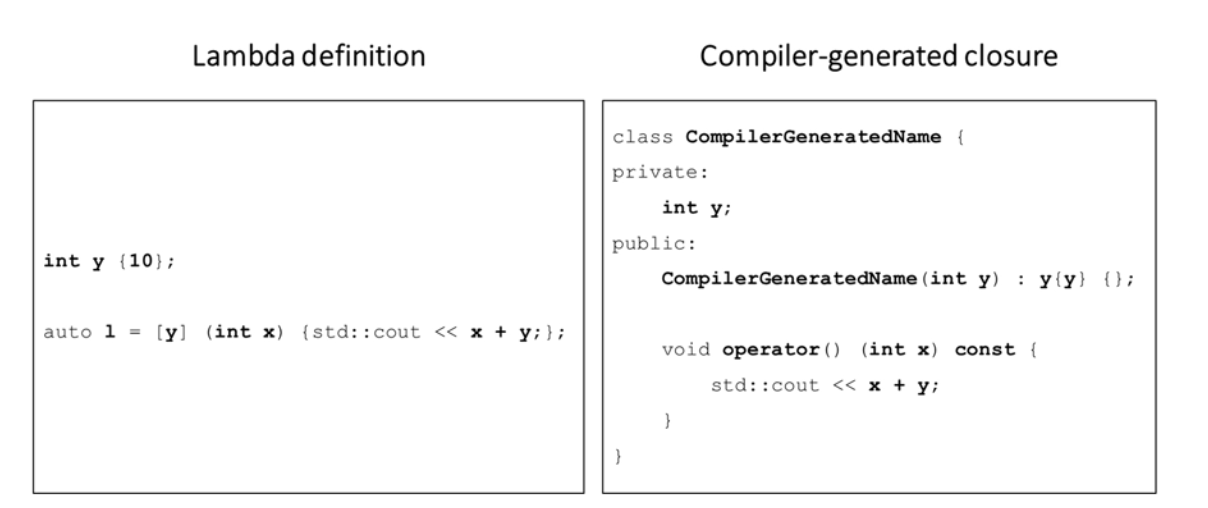 Lambda definition
int y {10};
auto l = [y] (int x) {std::cout << x + y;};
Compiler-generated closure
class CompilerGeneratedName {
private:
    int y;
public:
    CompilerGeneratedName(int y) : y{y} {};
    void operator() (int x) const {
        std::cout << x + y;
    }
}